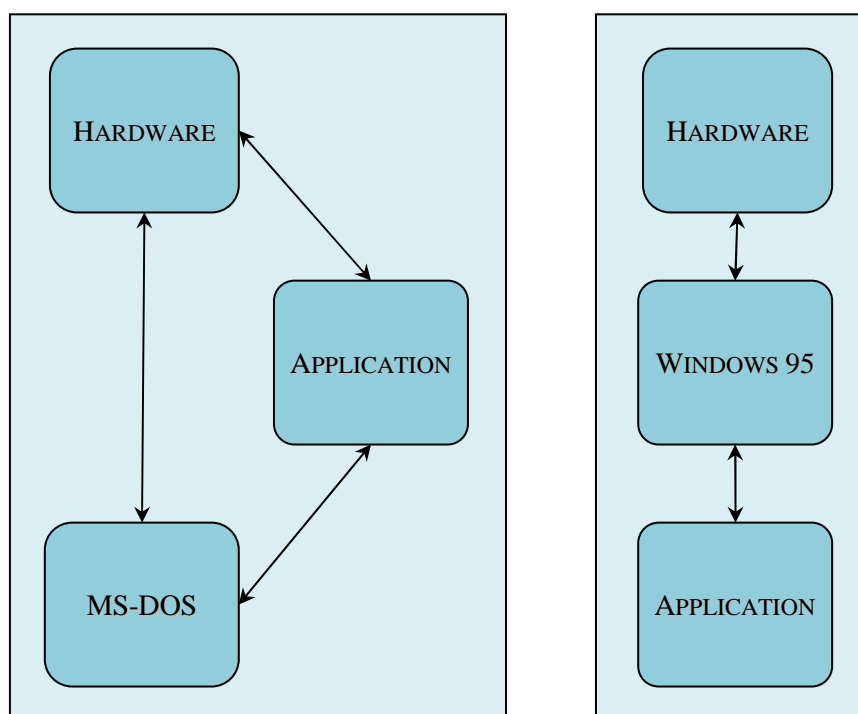 HARDWARE
APPLICATION
MS-DOS
HARDWARE
WINDOWS 95
APPLICATION